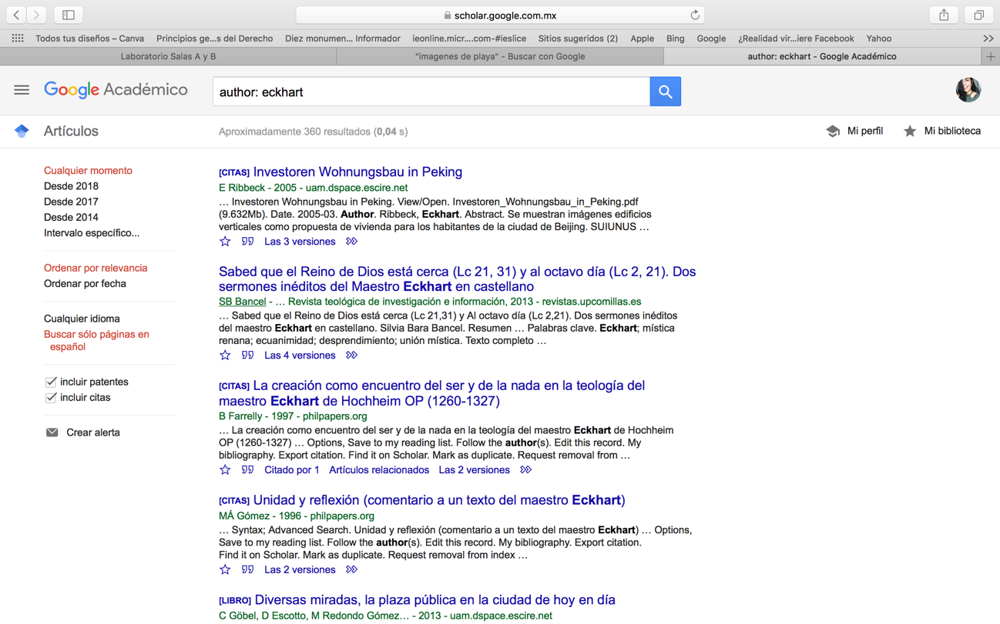 scholar.google.com.mx
Todos tus diseños – Canva Principios ge...s del Derecho Diez monumen... Informador ieonline.micr....com-#ieslice Sitios sugeridos (2) Apple Bing Google ¿Realidad vir...iere Facebook Yahoo
Laboratorio Salas A y B "imagenes de playa" - Buscar con Google author: eckhart - Google Académico
Google Académico author: eckhart
Artículos Aproximadamente 360 resultados (0,04 s) Mi perfil Mi biblioteca
Cualquier momento
Desde 2018
Desde 2017
Desde 2014
Intervalo específico...
Ordenar por relevancia
Ordenar por fecha
Cualquier idioma
Buscar sólo páginas en
español
incluir patentes
incluir citas
Crear alerta
[CITAS] Investoren Wohnungsbau in Peking
E Ribbeck - 2005 - uam.dspace.escire.net
… Investoren Wohnungsbau in Peking. View/Open. Investoren_Wohnungsbau_in_Peking.pdf
(9.632Mb). Date. 2005-03. Author. Ribbeck, Eckhart. Abstract. Se muestran imágenes edificios
verticales como propuesta de vivienda para los habitantes de la ciudad de Beijing. SUIUNUS …
Las 3 versiones
Sabed que el Reino de Dios está cerca (Lc 21, 31) y al octavo día (Lc 2, 21). Dos
sermones inéditos del Maestro Eckhart en castellano
SB Bancel - … Revista teológica de investigación e información, 2013 - revistas.upcomillas.es
… Sabed que el Reino de Dios está cerca (Lc 21,31) y Al octavo día (Lc 2,21). Dos sermones inéditos
del maestro Eckhart en castellano. Silvia Bara Bancel. Resumen … Palabras clave. Eckhart; mística
renana; ecuanimidad; desprendimiento; unión mística. Texto completo …
Las 4 versiones
[CITAS] La creación como encuentro del ser y de la nada en la teología del
maestro Eckhart de Hochheim OP (1260-1327)
B Farrelly - 1997 - philpapers.org
… La creación como encuentro del ser y de la nada en la teología del maestro Eckhart de Hochheim
OP (1260-1327) … Options, Save to my reading list. Follow the author(s). Edit this record. My
bibliography. Export citation. Find it on Scholar. Mark as duplicate. Request removal from …
Citado por 1 Artículos relacionados Las 2 versiones
[CITAS] Unidad y reflexión (comentario a un texto del maestro Eckhart)
MÁ Gómez - 1996 - philpapers.org
… Syntax; Advanced Search. Unidad y reflexión (comentario a un texto del maestro Eckhart) … Options,
Save to my reading list. Follow the author(s). Edit this record. My bibliography. Export citation.
Find it on Scholar. Mark as duplicate. Request removal from index …
Las 2 versiones
[LIBRO] Diversas miradas, la plaza pública en la ciudad de hoy en día
C Göbel, D Escotto, M Redondo Gómez… - 2013 - uam.dspace.escire.net